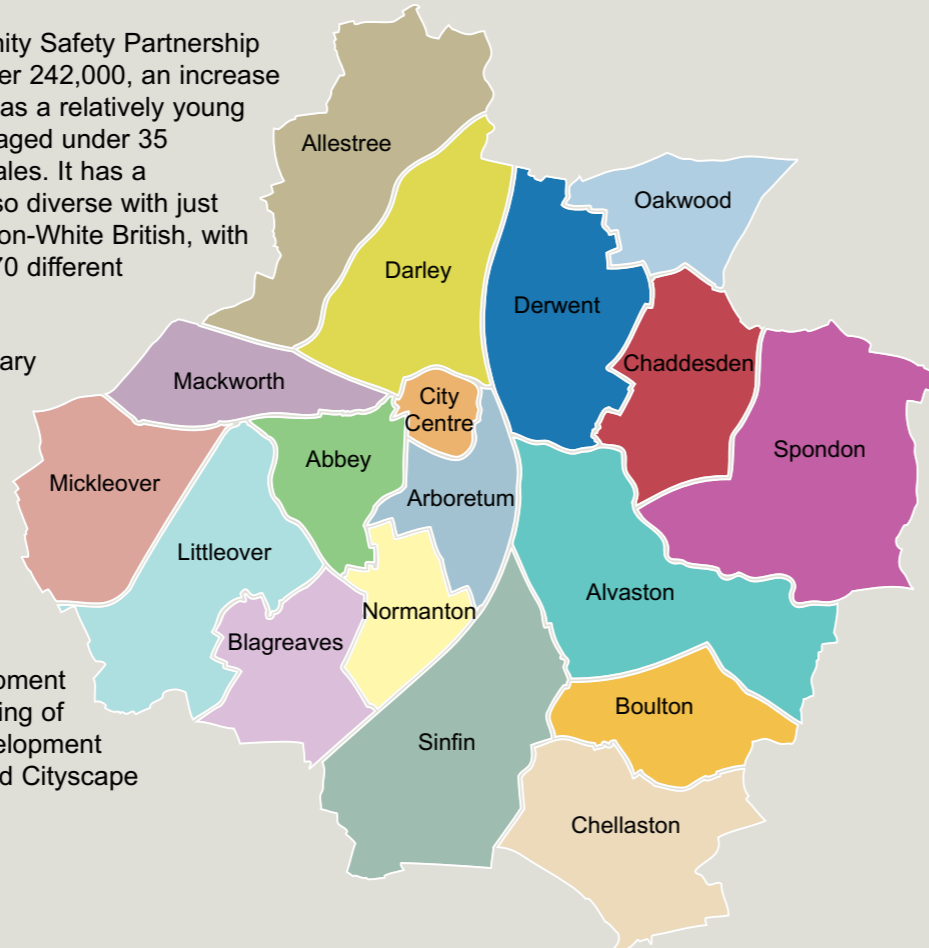 nity Safety Partnership
er 242,000, an increase
as a relatively young
aged under 35
ales. It has a
so diverse with just
on-White British, with
70 different
ary
oment
ing of
elopment
d Cityscape
Allestree
Oakwood
Darley
Derwent
Chaddesden
Mackworth
City
Centre
Spondon
Abbey
Mickleover
Arboretum
Littleover
Alvaston
Normanton
Blagreaves
Boulton
Sinfin
Chellaston